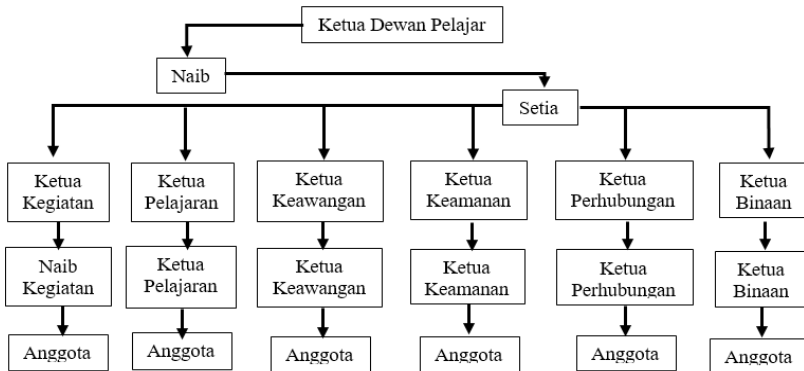 Ketua Dewan Pelajar
Naib
Setia
Ketua
Kegiatan
Ketua
Pelajaran
Ketua
Keawangan
Ketua
Keamanan
Ketua
Perhubungan
Ketua
Binaan
Naib
Kegiatan
Ketua
Pelajaran
Ketua
Keawangan
Ketua
Keamanan
Ketua
Perhubungan
Ketua
Binaan
Anggota
Anggota
Anggota
Anggota
Anggota
Anggota